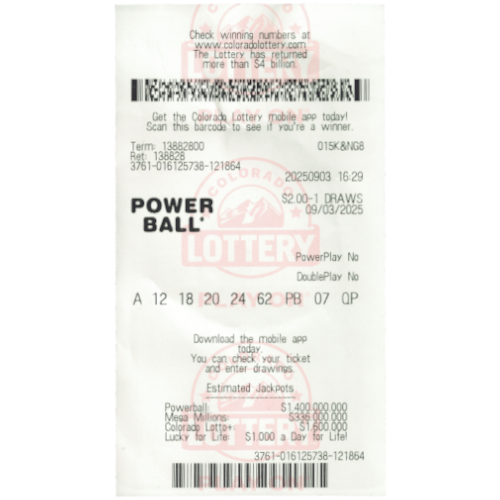 Check winning numbers at
www.coloradolottery.com
The Lottery has returned
more than $4 billion.
Get the Colorado Lottery mobile app today!
Scan this barcode to see if you're a winner.
Term: 13882800 015K&NG8
Ret: 138828
3761-016125738-121864
20250903 16:29
$2.00-1 DRAWS
09/03/2025
POWER
BALL
COLORADO
LOTTERY
PLAY ON
PowerPlay No
DoublePlay No
A 12 18 20 24 62 PB 07 QP
Download the mobile app
today.
You can check your ticket
and enter drawings.
Estimated Jackpots
Powerball: $1,400,000,000
Mega Millions: $336,000,000
Colorado Lotto+: $1,600,000
Lucky for Life: $1,000 a Day for Life!
3761-016125738-121864